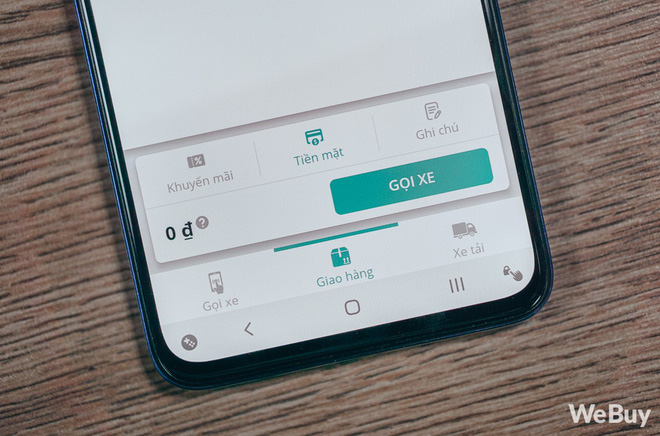 Khuyến mãi
Tiền mặt
Ghi chú
0 ₫ ?
GỌI XE
Gọi xe
Giao hàng
Xe tải
WeBuy